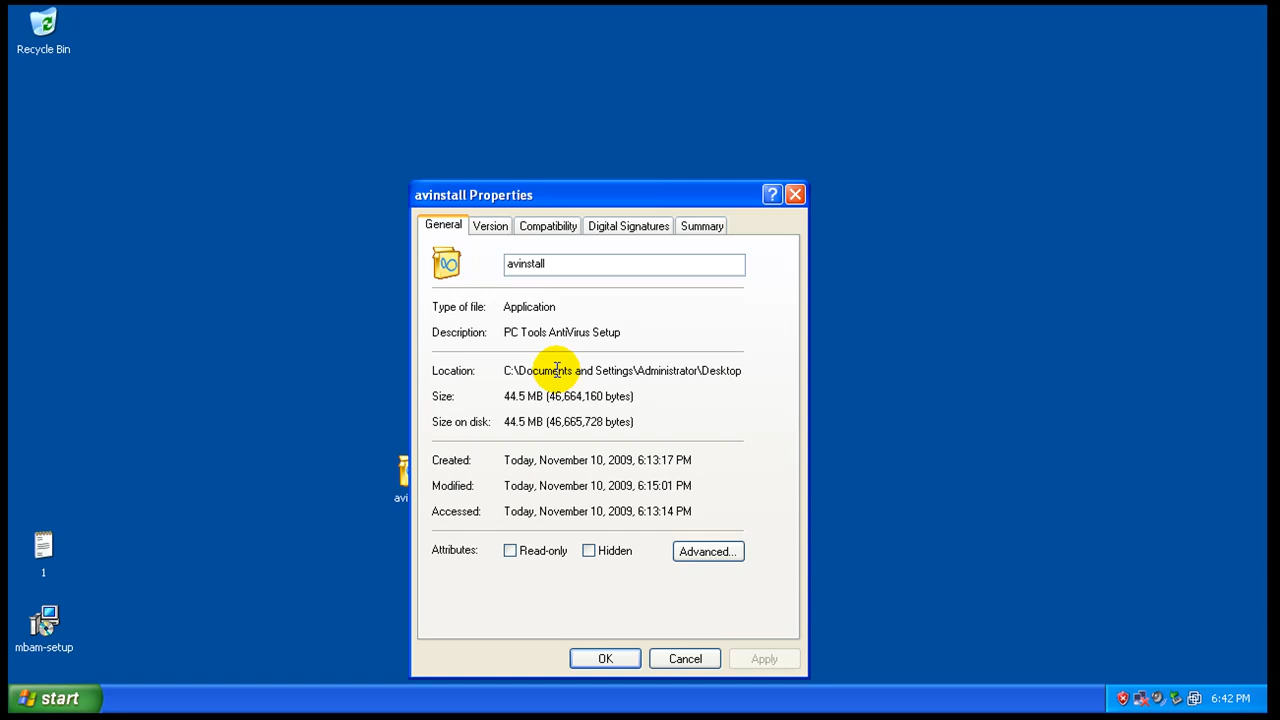 Recycle Bin
avinstall Properties
General Version Compatibility Digital Signatures Summary
avinstall
Type of file: Application
Description: PC Tools AntiVirus Setup
Location: C:\Documents and Settings\Administrator\Desktop
Size: 44.5 MB (46,664,160 bytes)
Size on disk: 44.5 MB (46,665,728 bytes)
Created: Today, November 10, 2009, 6:13:17 PM
Modified: Today, November 10, 2009, 6:15:01 PM
avi
Accessed: Today, November 10, 2009, 6:13:14 PM
Attributes: Read-only Hidden Advanced...
1
mbam-setup
OK Cancel Apply
start
6:42 PM